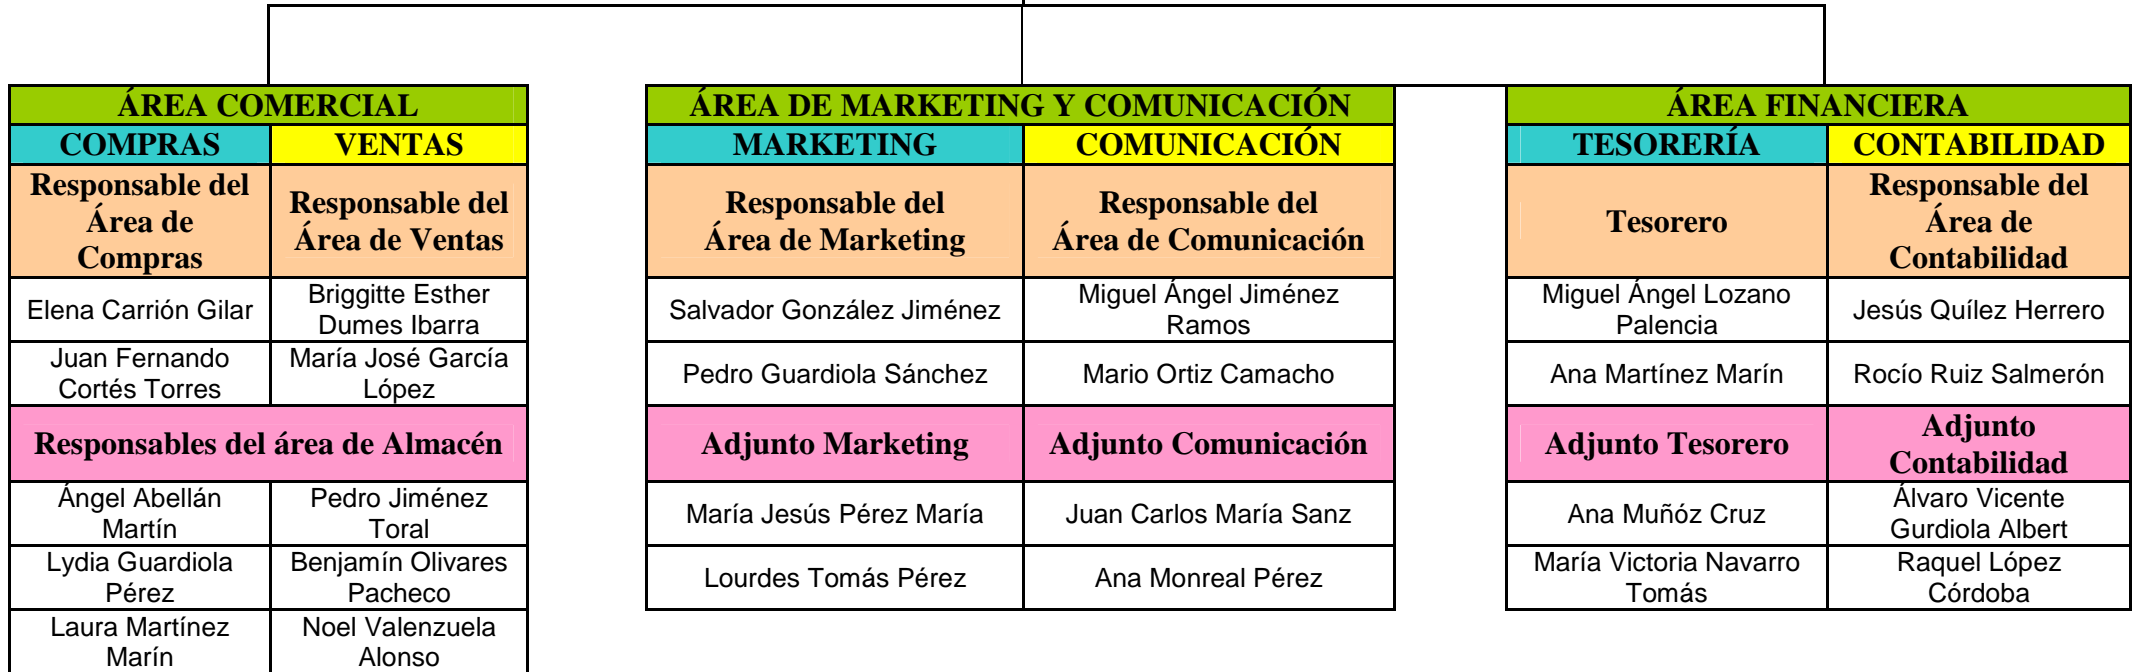 ÁREA COMERCIAL
COMPRAS
VENTAS
Responsable del
Área de
Compras
Responsable del
Área de Ventas
Elena Carrión Gilar
Briggitte Esther
Dumes Ibarra
Juan Fernando
Cortés Torres
María José García
López
Responsables del área de Almacén
Ángel Abellán
Martín
Pedro Jiménez
Toral
Lydia Guardiola
Pérez
Benjamín Olivares
Pacheco
Laura Martínez
Marín
Noel Valenzuela
Alonso
ÁREA DE MARKETING Y COMUNICACIÓN
MARKETING
COMUNICACIÓN
Responsable del
Área de Marketing
Responsable del
Área de Comunicación
Salvador González Jiménez
Miguel Ángel Jiménez
Ramos
Pedro Guardiola Sánchez
Mario Ortiz Camacho
Adjunto Marketing
Adjunto Comunicación
María Jesús Pérez María
Juan Carlos María Sanz
Lourdes Tomás Pérez
Ana Monreal Pérez
ÁREA FINANCIERA
TESORERÍA
CONTABILIDAD
Tesorero
Responsable del
Área de
Contabilidad
Miguel Ángel Lozano
Palencia
Jesús Quílez Herrero
Ana Martínez Marín
Rocío Ruiz Salmerón
Adjunto Tesorero
Adjunto
Contabilidad
Ana Muñóz Cruz
Álvaro Vicente
Gurdiola Albert
María Victoria Navarro
Tomás
Raquel López
Córdoba